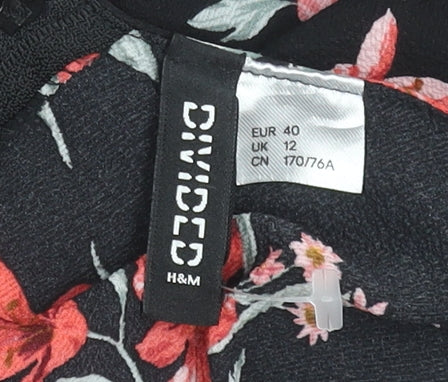 DIVIDED
H&M
EUR 40
UK 12
CN 170/76A